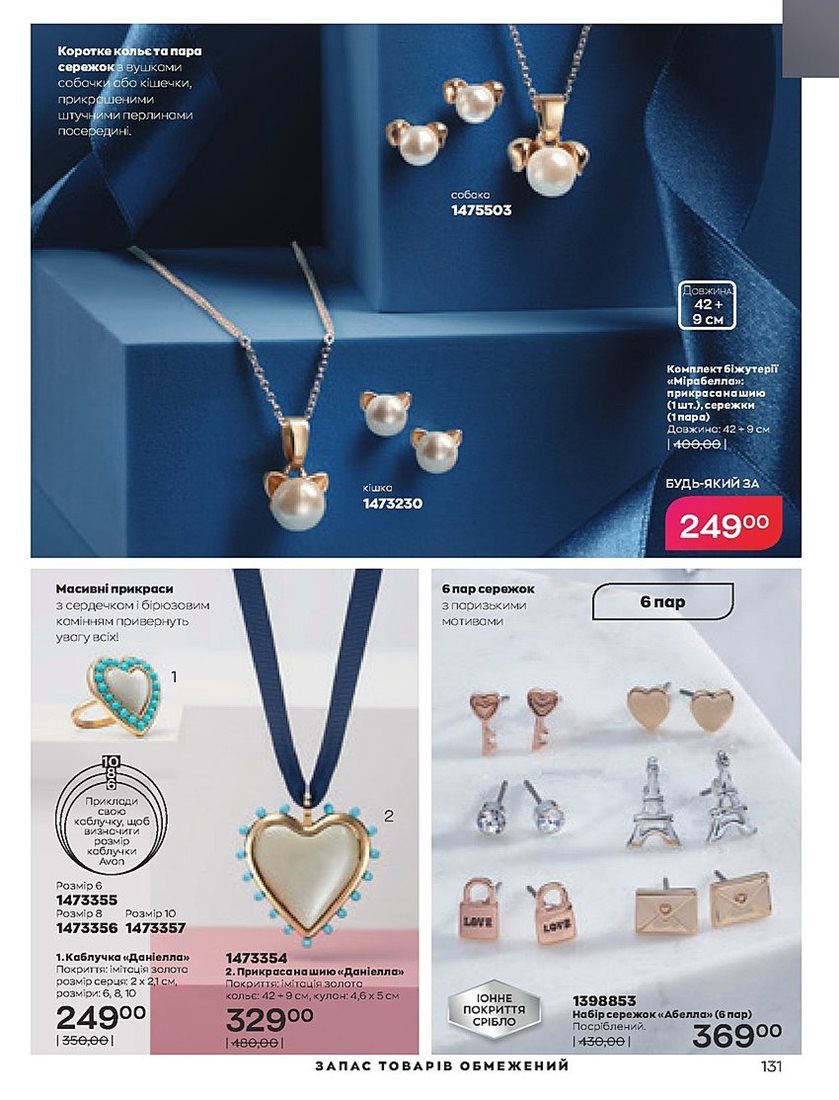 Коротке кольє та пара
сережок з вушками
собачки або кішечки,
прикрашеними
штучними перлинами
посередині.
собака
1475503
Довжина:
42 +
9 см
Комплект біжутерії
«Мірабелла»:
прикраса на шию
(1 шт.), сережки
(1 пара)
Довжина: 42 + 9 см
| 400,00 |
кішка
1473230
БУДЬ-ЯКИЙ ЗА
249⁰⁰
Масивні прикраси
з сердечком і бірюзовим
камінням привернуть
увагу всіх!
1
10
8
6
Приклади
свою
каблучку, щоб
визначити
розмір
каблучки
Avon
2
Розмір 6
1473355
Розмір 8 Розмір 10
1473356 1473357
1. Каблучка «Даніелла»
Покриття: імітація золота
розмір серця: 2 x 2,1 см,
розміри: 6, 8, 10
249⁰⁰
| 350,00 |
1473354
2. Прикраса на шию «Даніелла»
Покриття: імітація золота
кольє: 42 + 9 см, кулон: 4,6 x 5 см
329⁰⁰
| 480,00 |
6 пар сережок
з паризькими
мотивами
6 пар
LOVE
LOVE
ІОННЕ
ПОКРИТТЯ
СРІБЛО
1398853
Набір сережок «Абелла» (6 пар)
Посріблений.
| 430,00 |
369⁰⁰
ЗАПАС ТОВАРІВ ОБМЕЖЕНИЙ
131